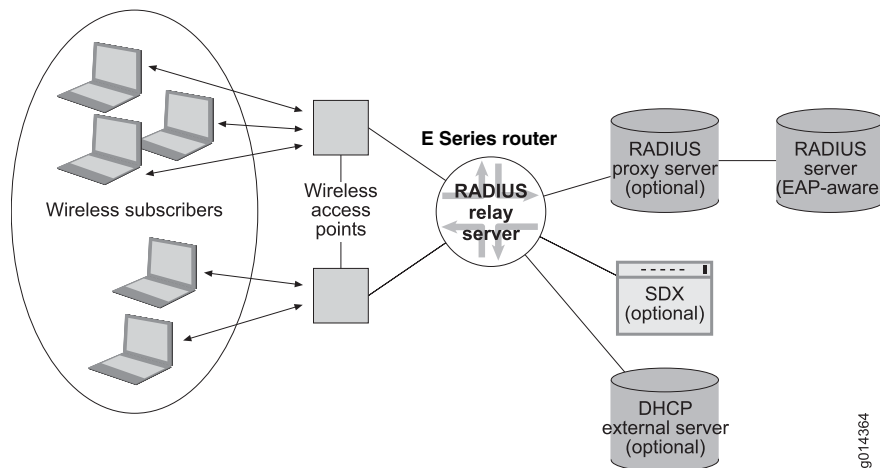 Wireless subscribers
Wireless
access
points
E Series router
RADIUS
relay
server
RADIUS
proxy server
(optional)
RADIUS
server
(EAP-aware
SDX
(optional)
DHCP
external server
(optional)
g014364